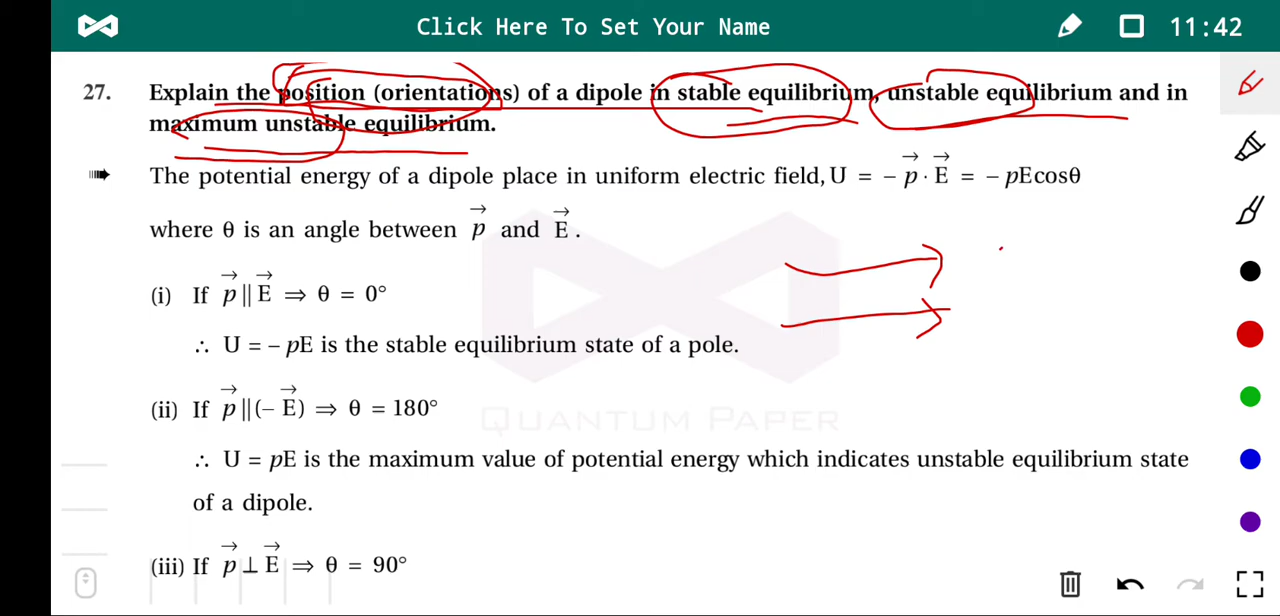 Click Here To Set Your Name
11:42
27. Explain the position (orientations) of a dipole in stable equilibrium, unstable equilibrium and in
maximum unstable equilibrium.
The potential energy of a dipole place in uniform electric field, U = − p⃗ · E⃗ = − pEcosθ
where θ is an angle between p⃗ and E⃗.
(i) If p⃗ || E⃗ ⇒ θ = 0°
∴ U = − pE is the stable equilibrium state of a pole.
(ii) If p⃗ || (− E⃗) ⇒ θ = 180°
QUANTUM PAPER
∴ U = pE is the maximum value of potential energy which indicates unstable equilibrium state
of a dipole.
(iii) If p⃗ ⊥ E⃗ ⇒ θ = 90°